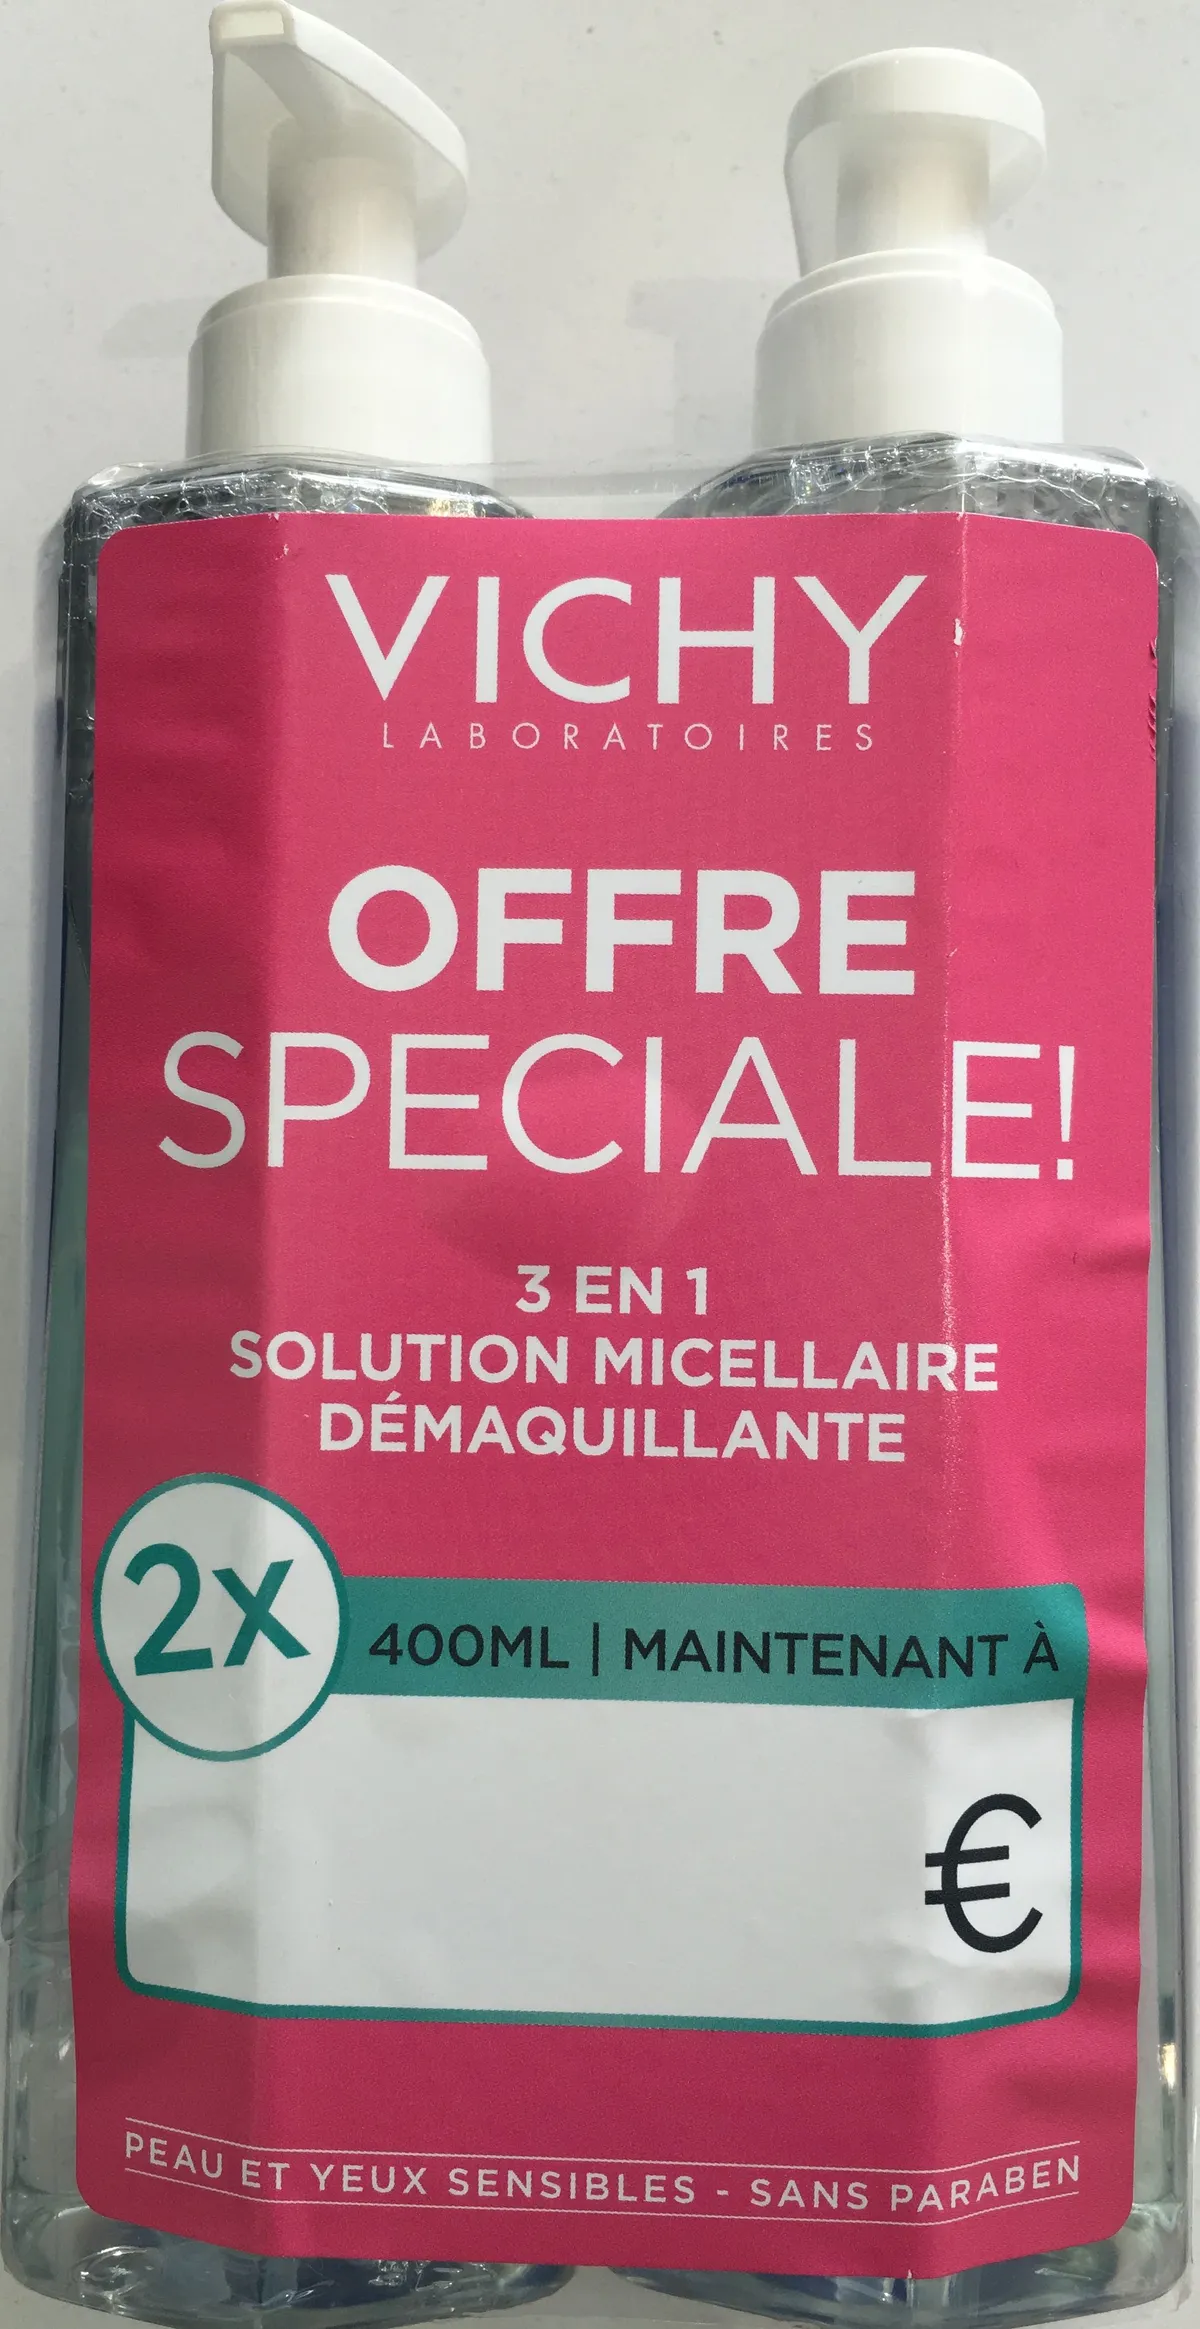 VICHY
LABORATOIRES
OFFRE
SPECIALE!
3 EN 1
SOLUTION MICELLAIRE
DÉMAQUILLANTE
2x
400ML | MAINTENANT À
€
PEAU ET YEUX SENSIBLES - SANS PARABEN